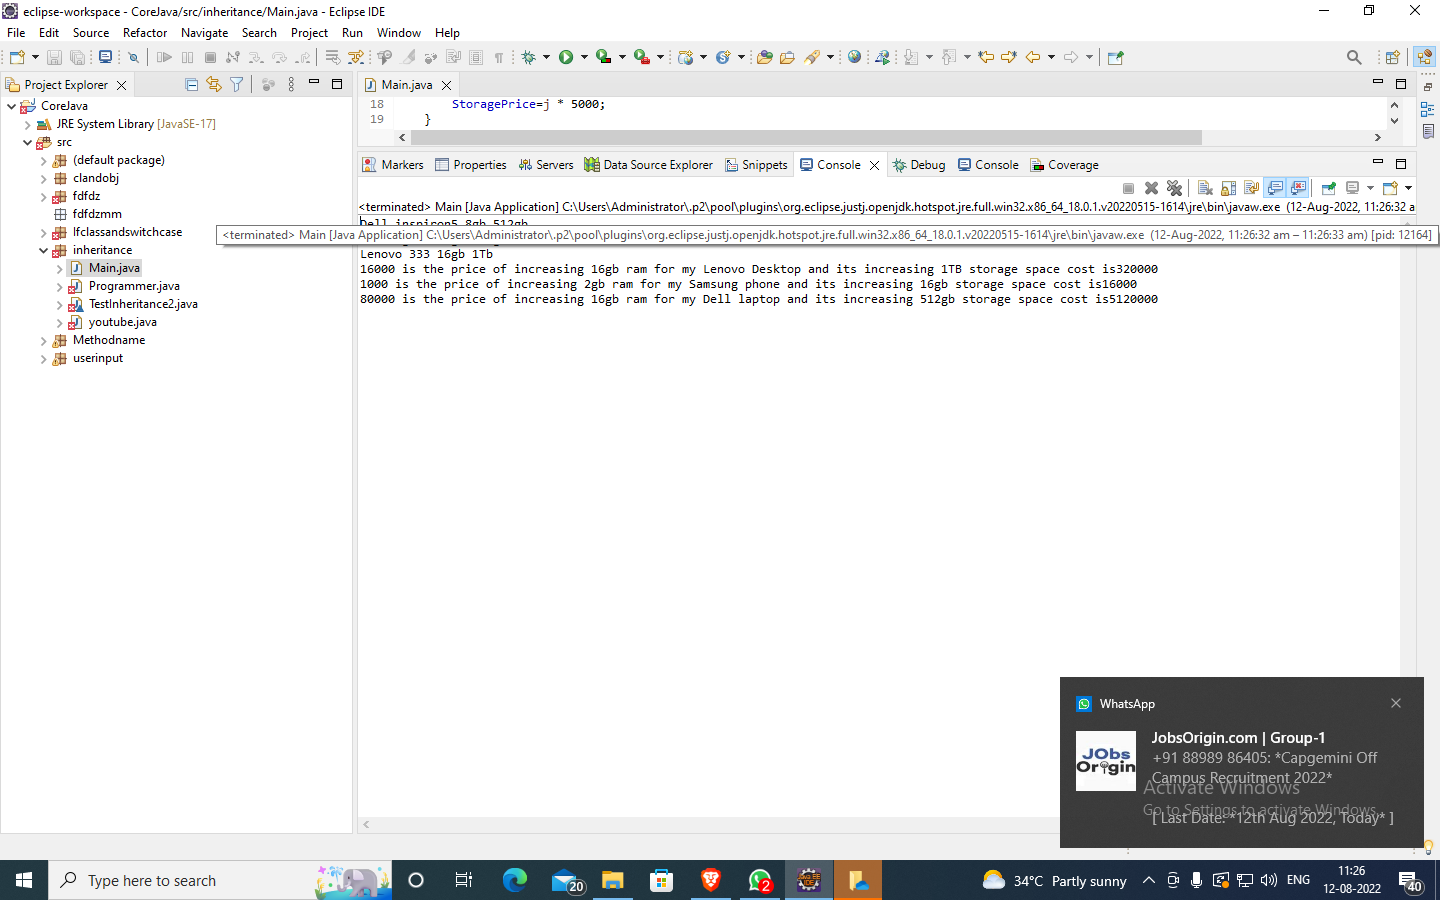 eclipse-workspace - CoreJava/src/inheritance/Main.java - Eclipse IDE
File Edit Source Refactor Navigate Search Project Run Window Help
Project Explorer
CoreJava
JRE System Library [JavaSE-17]
src
(default package)
clandobj
fdfdz
fdfdzmm
Ifclassandswitchcase
inheritance
Main.java
Programmer.java
TestInheritance2.java
youtube.java
Methodname
userinput
Main.java
18 StoragePrice=j * 5000;
19 }
Markers Properties Servers Data Source Explorer Snippets Console Debug Console Coverage
<terminated> Main [Java Application] C:\Users\Administrator\.p2\pool\plugins\org.eclipse.justj.openjdk.hotspot.jre.full.win32.x86_64_18.0.1.v20220515-1614\jre\bin\javaw.exe (12-Aug-2022, 11:26:32 a
Dell inspiron5 8gb 512gb
<terminated> Main [Java Application] C:\Users\Administrator\.p2\pool\plugins\org.eclipse.justj.openjdk.hotspot.jre.full.win32.x86_64_18.0.1.v20220515-1614\jre\bin\javaw.exe (12-Aug-2022, 11:26:32 am – 11:26:33 am) [pid: 12164]
Lenovo 333 16gb 1Tb
16000 is the price of increasing 16gb ram for my Lenovo Desktop and its increasing 1TB storage space cost is320000
1000 is the price of increasing 2gb ram for my Samsung phone and its increasing 16gb storage space cost is16000
80000 is the price of increasing 16gb ram for my Dell laptop and its increasing 512gb storage space cost is5120000
WhatsApp
JObs
Origin
JobsOrigin.com | Group-1
+91 88989 86405: *Capgemini Off
Campus Recruitment 2022*
Activate Windows
Go to Settings to activate Windows.
[ Last Date: *12th Aug 2022, Today* ]
Type here to search
20
2
34°C Partly sunny
ENG
11:26
12-08-2022
40